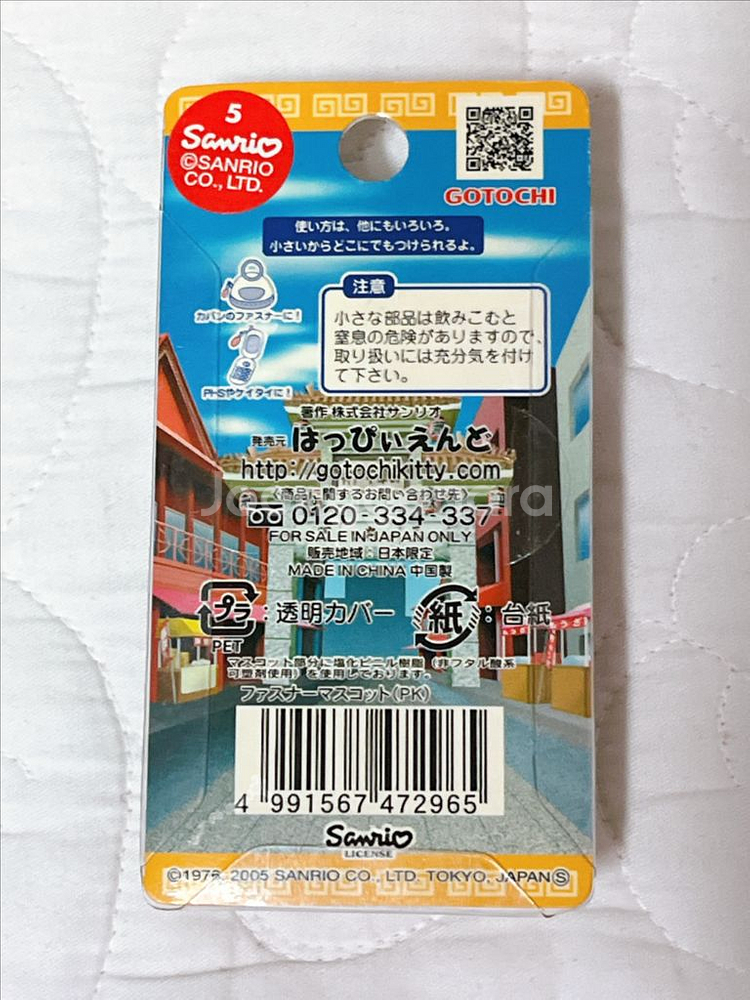 5
Sanrio
©SANRIO
CO., LTD.
GOTOCHI
使い方は、他にもいろいろ。
小さいからどこにでもつけられるよ。
カバンのファスナーに!
PHSやケイタイに!
注意
小さな部品は飲みこむと
窒息の危険がありますので、
取り扱いには充分気を付け
て下さい。
著作 株式会社サンリオ
発売元 はっぴぃえんど
http://gotochikitty.com
〈商品に関するお問い合わせ先〉
0120-334-337
FOR SALE IN JAPAN ONLY
販売地域：日本限定
MADE IN CHINA 中国製
プラ：透明カバー 紙：台紙
PET
マスコット部分に塩化ビニール樹脂（非フタル酸系
可塑剤使用）を使用しております。
ファスナーマスコット(PK)
4 991567 472965
Sanrio
LICENSE
©1976, 2005 SANRIO CO., LTD. TOKYO, JAPAN Ⓢ